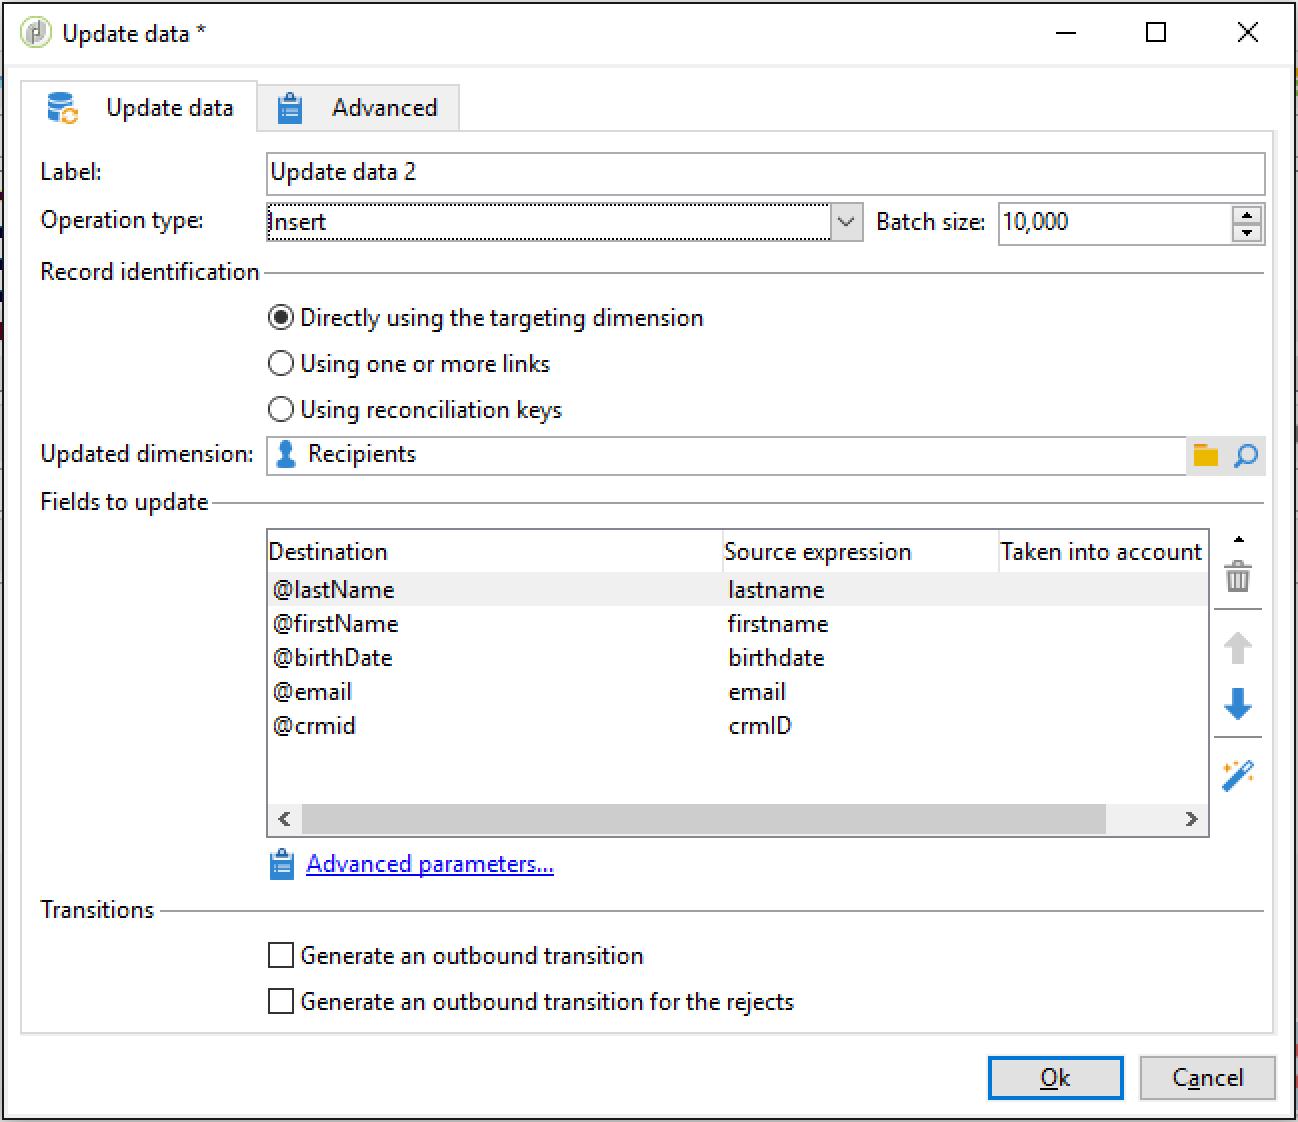 Update data *
Update data Advanced
Label: Update data 2
Operation type: Insert Batch size: 10,000
Record identification
Directly using the targeting dimension
Using one or more links
Using reconciliation keys
Updated dimension: Recipients
Fields to update
Destination Source expression Taken into account
@lastName lastname
@firstName firstname
@birthDate birthdate
@email email
@crmid crmID
Advanced parameters...
Transitions
Generate an outbound transition
Generate an outbound transition for the rejects
Ok Cancel